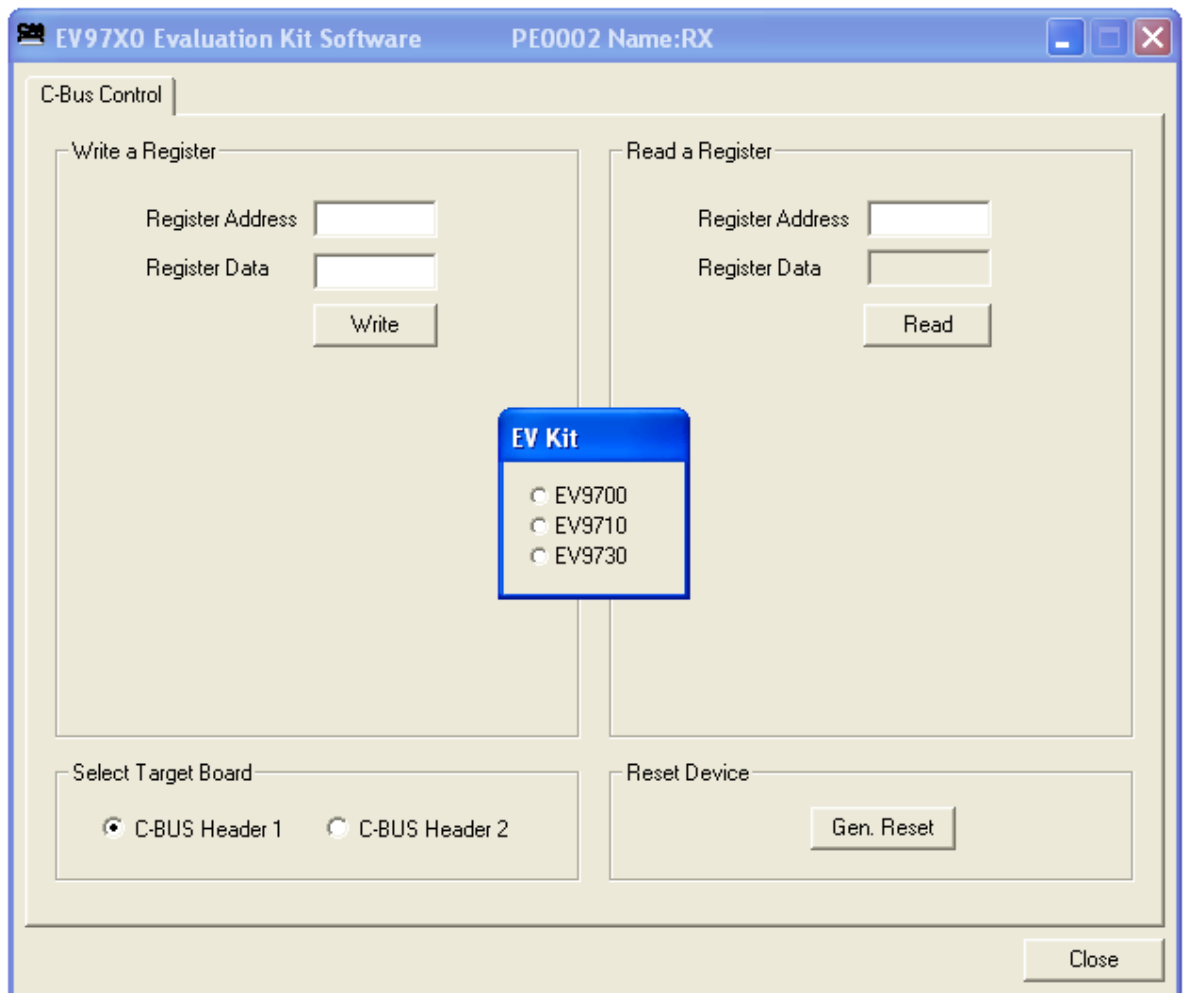 EV97X0 Evaluation Kit Software PE0002 Name:RX
C-Bus Control
Write a Register
Register Address
Register Data
Write
Read a Register
Register Address
Register Data
Read
EV Kit
EV9700
EV9710
EV9730
Select Target Board
C-BUS Header 1 C-BUS Header 2
Reset Device
Gen. Reset
Close